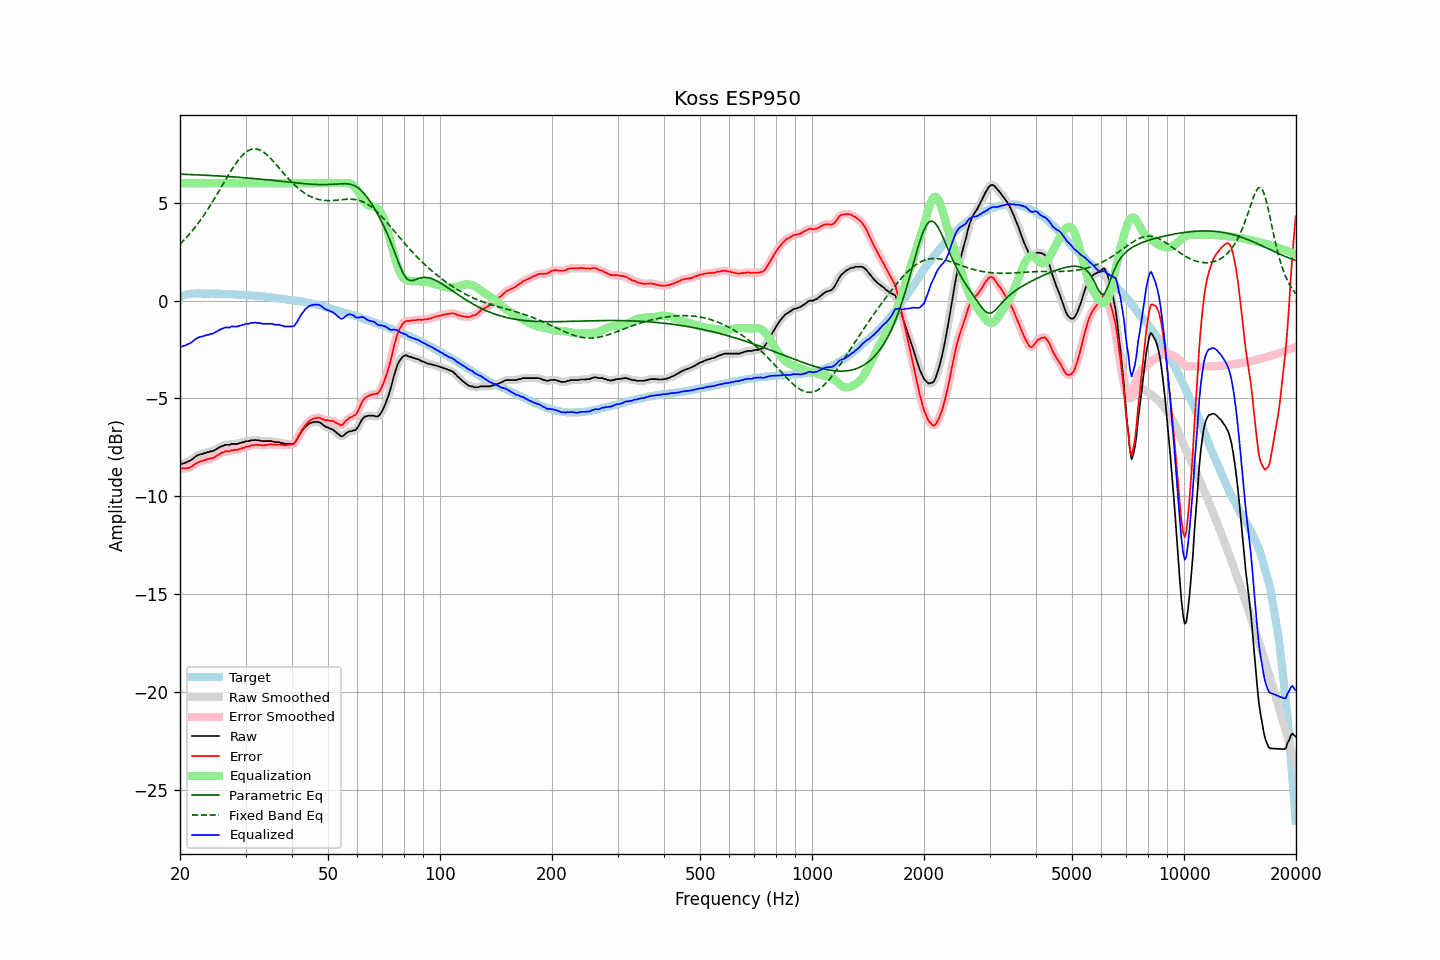 Koss ESP950
Amplitude (dBr)
5
0
−5
−10
−15
−20
−25
Target
Raw Smoothed
Error Smoothed
Raw
Error
Equalization
Parametric Eq
Fixed Band Eq
Equalized
20 50 100 200 500 1000 2000 5000 10000 20000
Frequency (Hz)